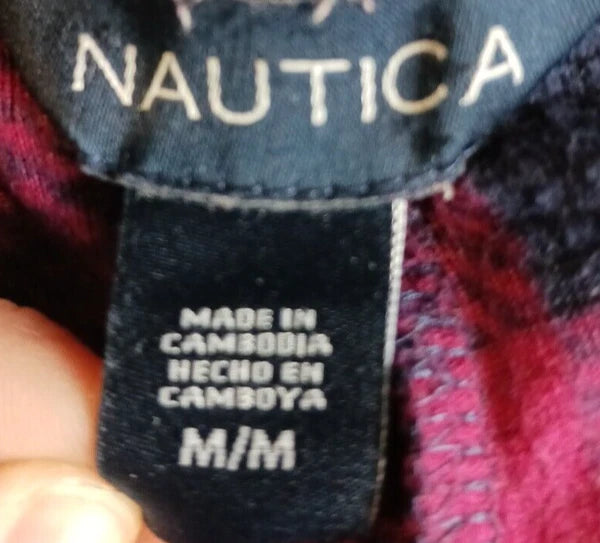 NAUTICA
MADE IN
CAMBODIA
HECHO EN
CAMBOYA
M/M